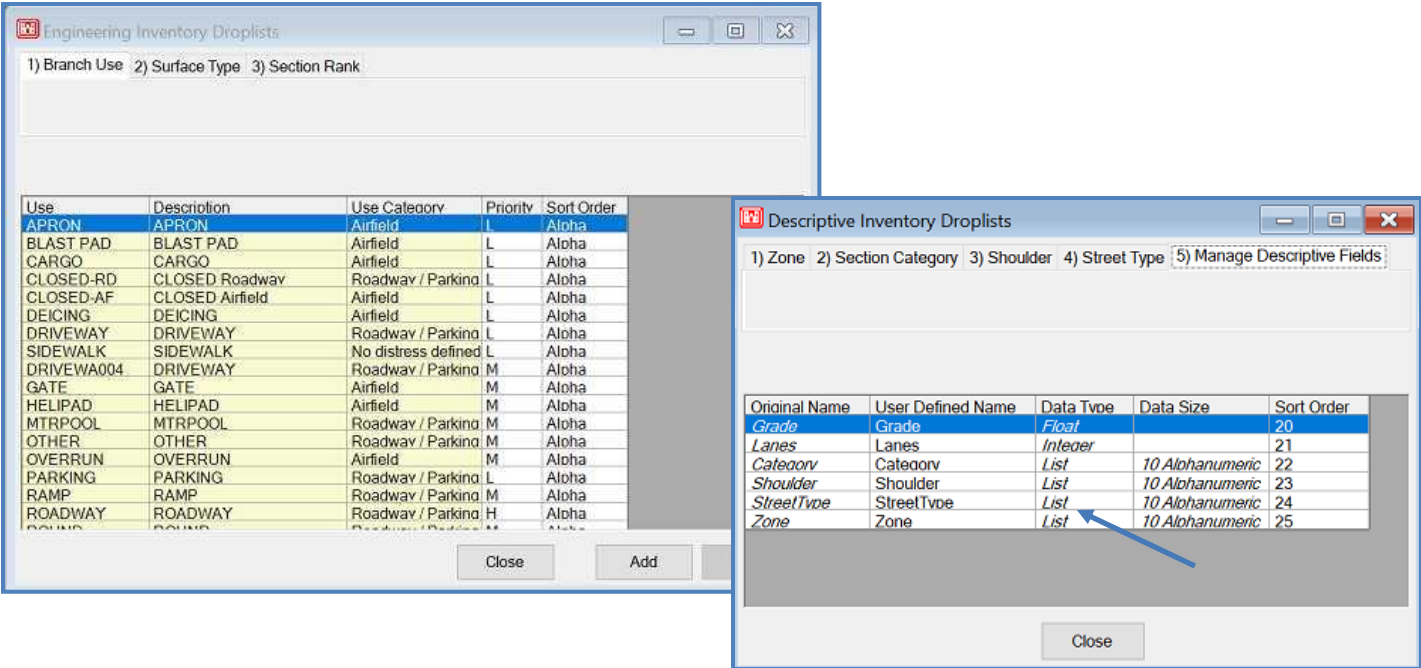 Engineering Inventory Droplists
1) Branch Use 2) Surface Type 3) Section Rank
Use Description Use Category Priority Sort Order
APRON APRON Airfield L Alpha
BLAST PAD BLAST PAD Airfield L Alpha
CARGO CARGO Airfield L Alpha
CLOSED-RD CLOSED Roadway Roadway / Parking L Alpha
CLOSED-AF CLOSED Airfield Airfield L Alpha
DEICING DEICING Airfield L Alpha
DRIVEWAY DRIVEWAY Roadway / Parking L Alpha
SIDEWALK SIDEWALK No distress defined L Alpha
DRIVEWA004 DRIVEWAY Roadway / Parking M Alpha
GATE GATE Airfield M Alpha
HELIPAD HELIPAD Airfield M Alpha
MTRPOOL MTRPOOL Roadway / Parking M Alpha
OTHER OTHER Roadway / Parking M Alpha
OVERRUN OVERRUN Airfield M Alpha
PARKING PARKING Roadway / Parking L Alpha
RAMP RAMP Roadway / Parking M Alpha
ROADWAY ROADWAY Roadway / Parking H Alpha
Close Add
Descriptive Inventory Droplists
1) Zone 2) Section Category 3) Shoulder 4) Street Type 5) Manage Descriptive Fields
Original Name User Defined Name Data Type Data Size Sort Order
Grade Grade Float 20
Lanes Lanes Integer 21
Category Category List 10 Alphanumeric 22
Shoulder Shoulder List 10 Alphanumeric 23
StreetType StreetType List 10 Alphanumeric 24
Zone Zone List 10 Alphanumeric 25
Close